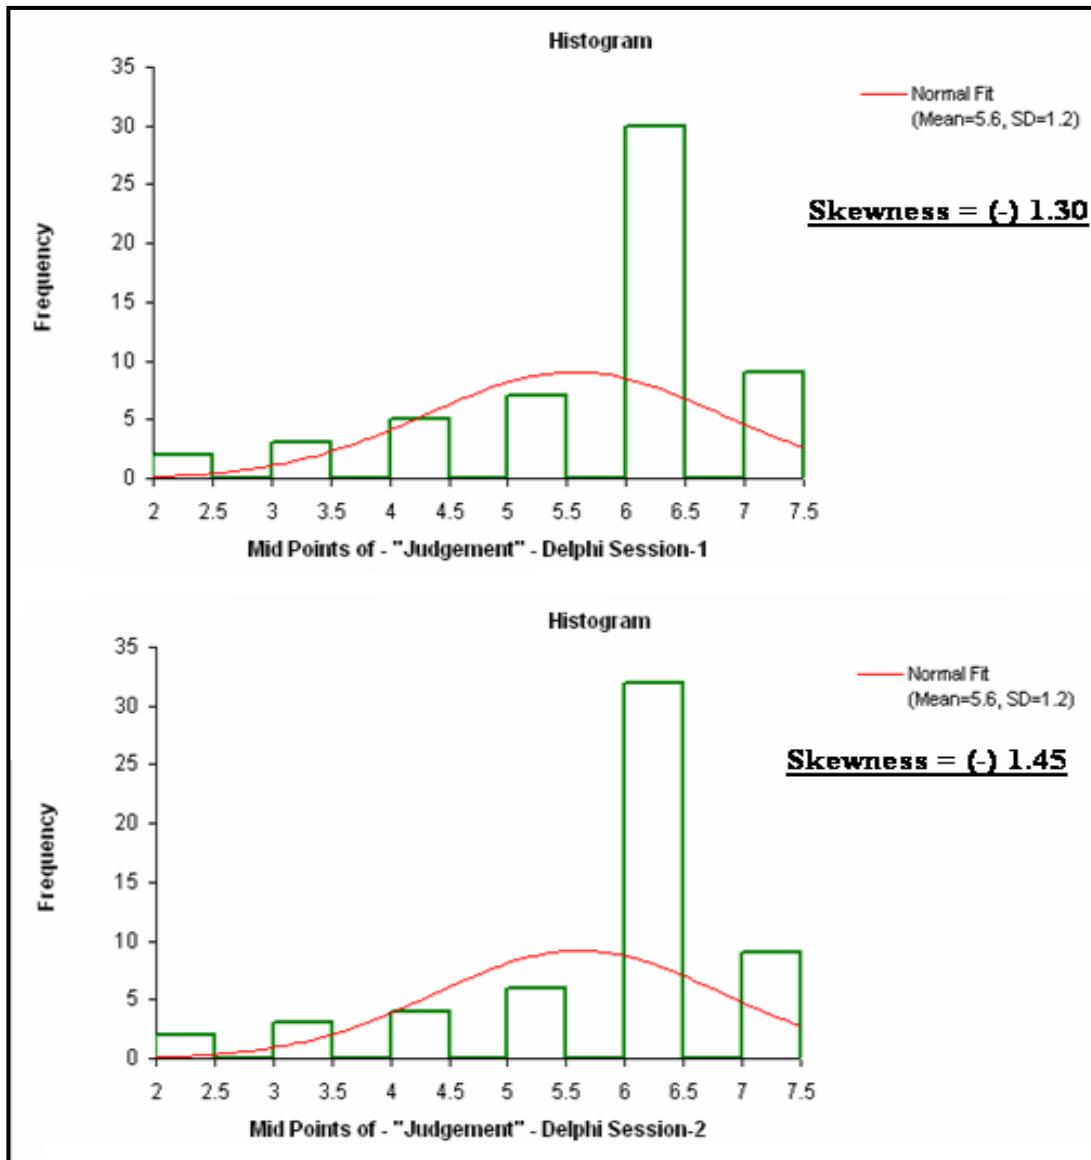 Histogram
35
30
25
20
15
10
5
0
Frequency
2 2.5 3 3.5 4 4.5 5 5.5 6 6.5 7 7.5
Mid Points of - "Judgement" - Delphi Session-1
Normal Fit
(Mean=5.6, SD=1.2)
Skewness = (-) 1.30
Histogram
35
30
25
20
15
10
5
0
Frequency
2 2.5 3 3.5 4 4.5 5 5.5 6 6.5 7 7.5
Mid Points of - "Judgement" - Delphi Session-2
Normal Fit
(Mean=5.6, SD=1.2)
Skewness = (-) 1.45